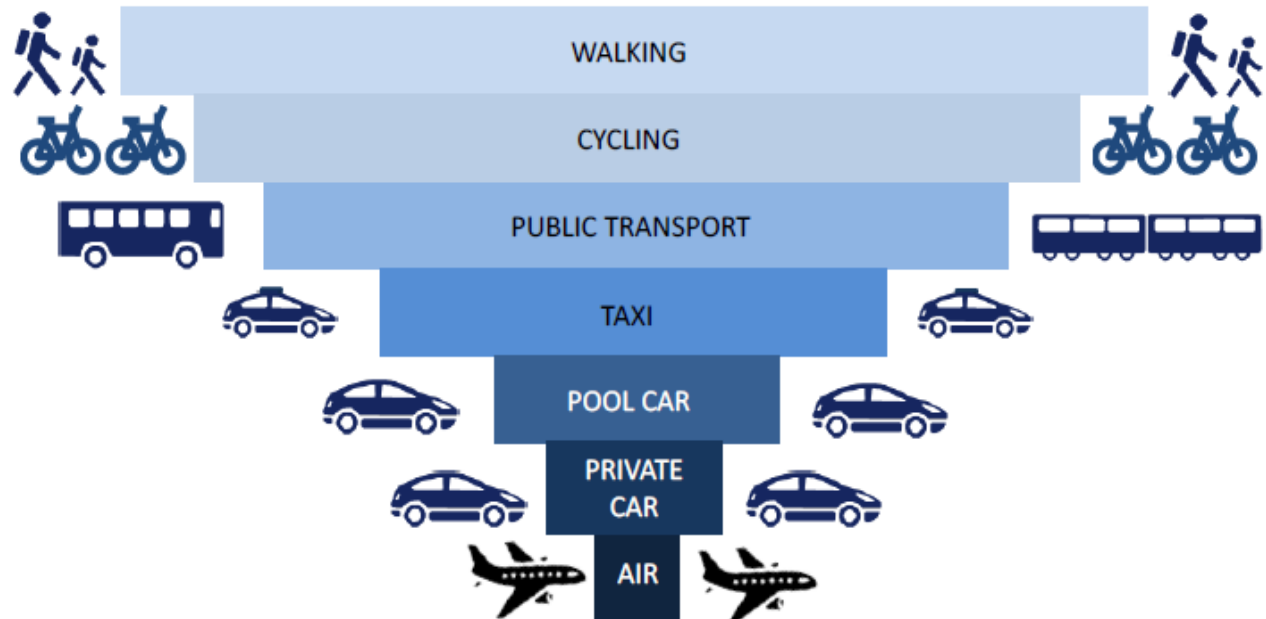 WALKING
CYCLING
PUBLIC TRANSPORT
TAXI
POOL CAR
PRIVATE
CAR
AIR